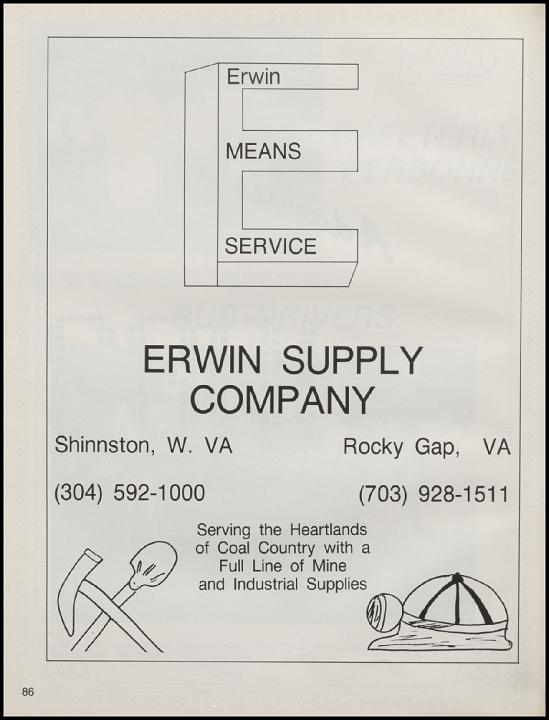 Erwin
MEANS
SERVICE
ERWIN SUPPLY
COMPANY
Shinnston, W. VA Rocky Gap, VA
(304) 592-1000 (703) 928-1511
Serving the Heartlands
of Coal Country with a
Full Line of Mine
and Industrial Supplies
86